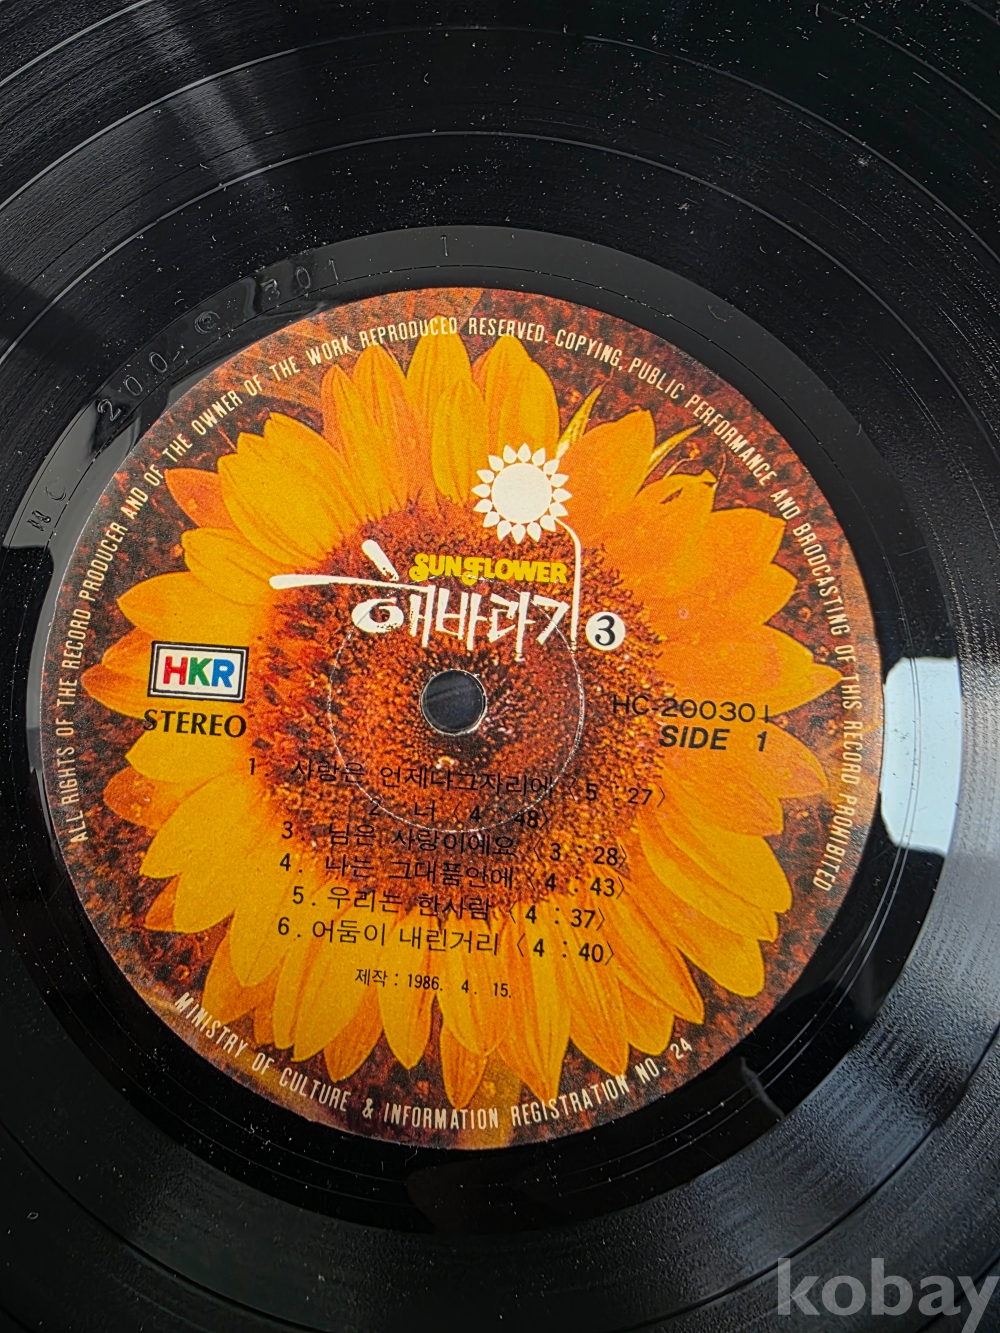 ALL RIGHTS OF THE RECORD PRODUCER AND OF THE OWNER OF THE WORK REPRODUCED RESERVED. COPYING, PUBLIC PERFORMANCE AND BRODCASTING OF THIS RECORD PROHIBITED
SUNFLOWER
해바라기 3
HKR
STEREO
HC-200301
SIDE 1
1 사랑은 언제나그자리에 〈5 : 27〉
2. 너 〈4 : 48〉
3. 님은 사랑이에요 〈3 : 28〉
4. 나는 그대품안에 〈4 : 43〉
5. 우리는 한사람 〈4 : 37〉
6. 어둠이 내린거리 〈4 : 40〉
제작 : 1986. 4. 15.
MINISTRY OF CULTURE & INFORMATION REGISTRATION NO. 24
kobay